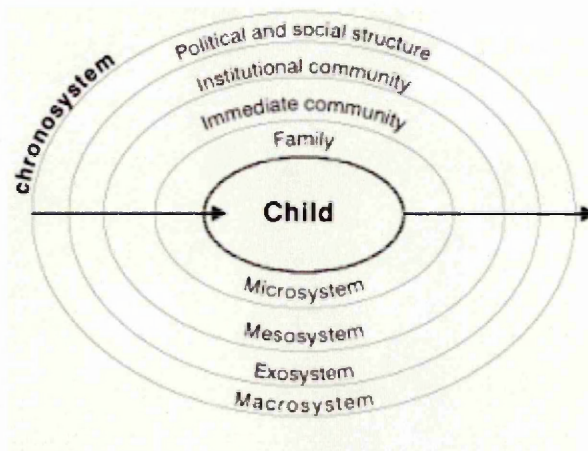 Political and social structure
Institutional community
Immediate community
Family
chronosystem
Child
Microsystem
Mesosystem
Exosystem
Macrosystem